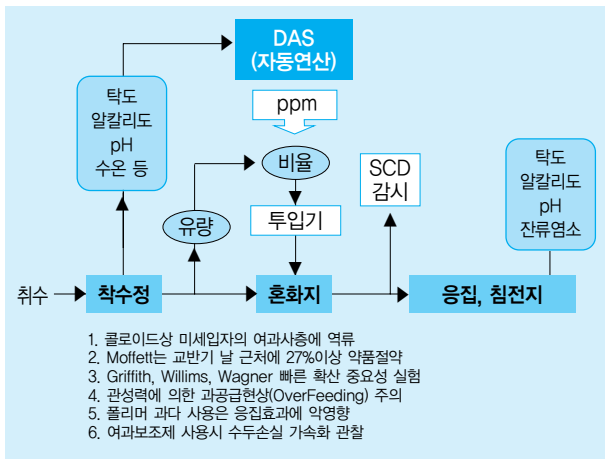 DAS
(자동연산)
탁도
알칼리도
pH
수온 등
ppm
비율
유량
투입기
SCD
감시
탁도
알칼리도
pH
잔류염소
취수
착수정
혼화지
응집, 침전지
1. 콜로이드상 미세입자의 여과사층에 역류
2. Moffett는 교반기 날 근처에 27%이상 약품절약
3. Griffith, Willims, Wagner 빠른 확산 중요성 실험
4. 관성력에 의한 과공급현상(OverFeeding) 주의
5. 폴리머 과다 사용은 응집효과에 악영향
6. 여과보조제 사용시 수두손실 가속화 관찰